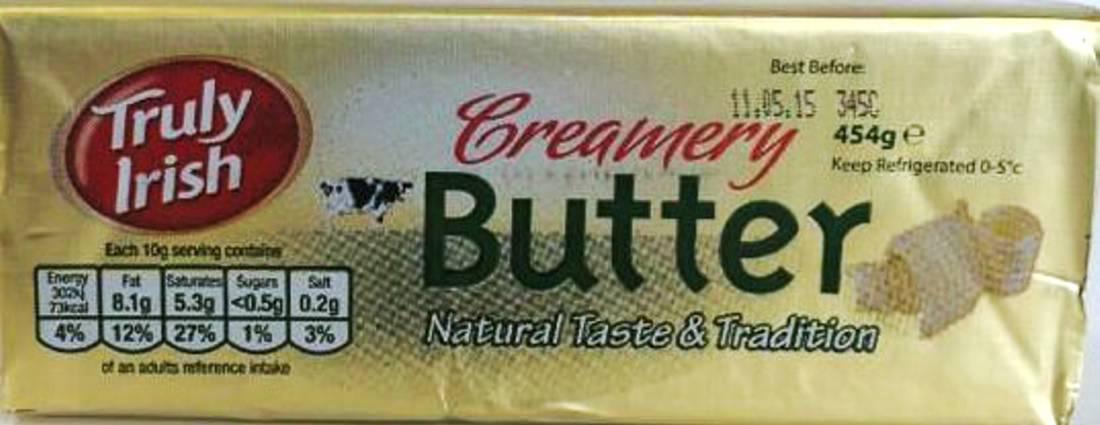 Truly
Irish
Creamery
Butter
Natural Taste & Tradition
Best Before:
11.05.15 345C
454g e
Keep Refrigerated 0-5°c
Each 10g serving contains
Energy 302kJ 73kcal 4%
Fat 8.1g 12%
Saturates 5.3g 27%
Sugars <0.5g 1%
Salt 0.2g 3%
of an adults reference intake